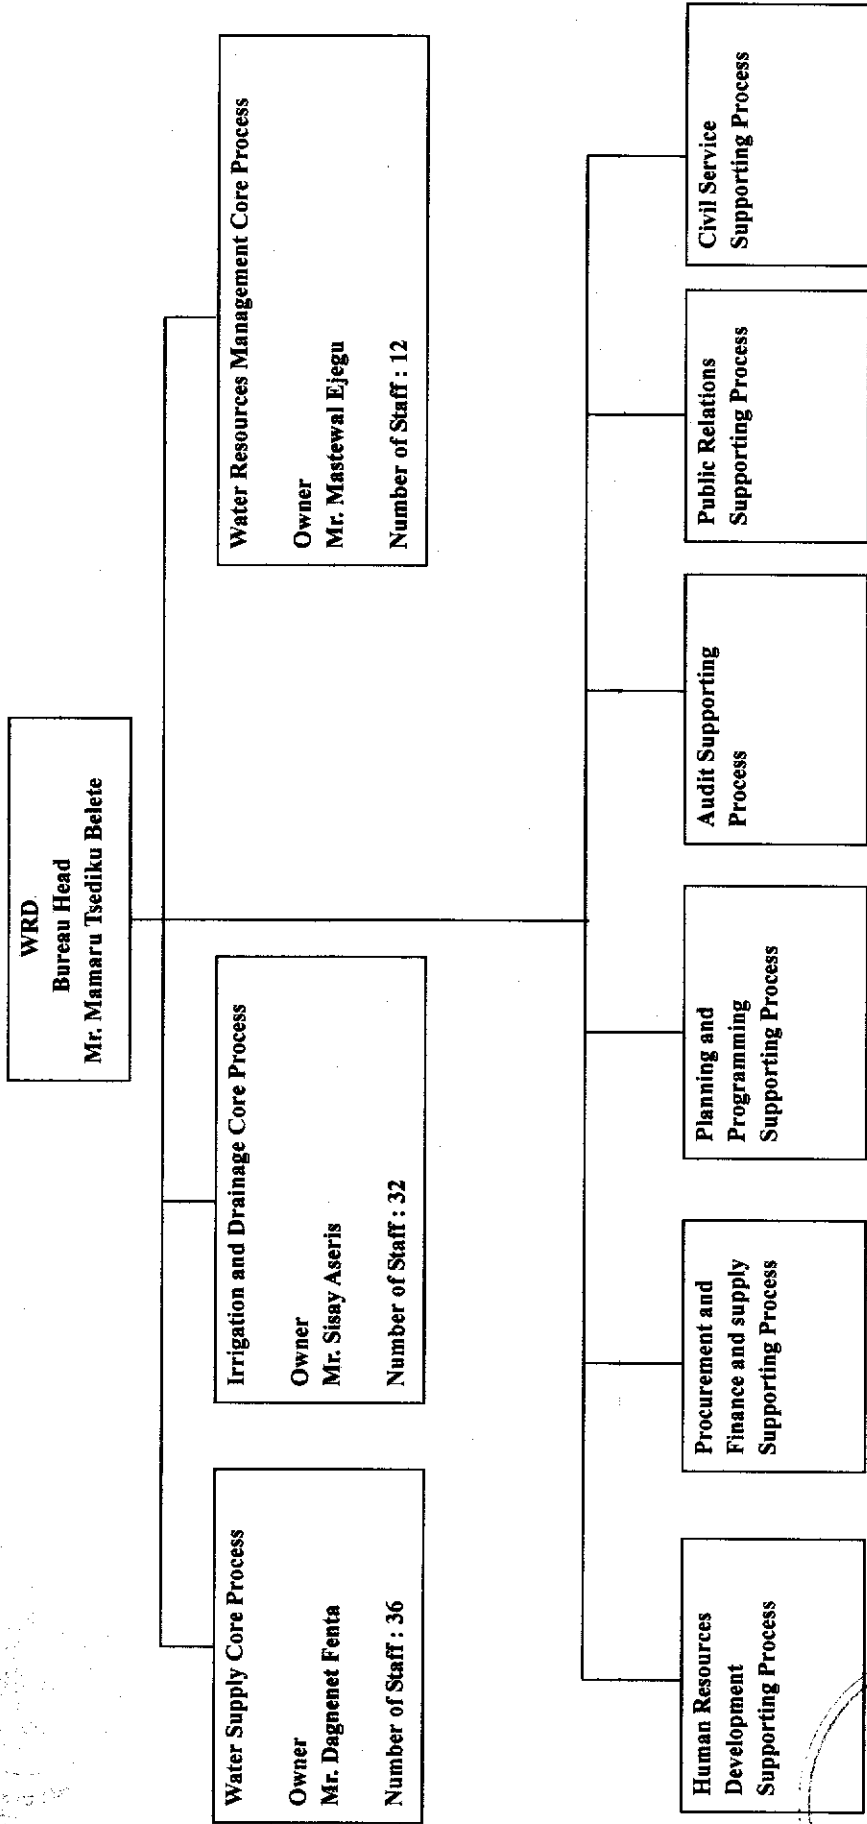 WRD
Bureau Head
Mr. Mamaru Tsediku Belete
Water Supply Core Process
Owner
Mr. Dagnenet Fenta
Number of Staff : 36
Irrigation and Drainage Core Process
Owner
Mr. Sisay Aseris
Number of Staff : 32
Water Resources Management Core Process
Owner
Mr. Mastewal Ejegu
Number of Staff : 12
Human Resources
Development
Supporting Process
Procurement and
Finance and supply
Supporting Process
Planning and
Programming
Supporting Process
Audit Supporting
Process
Public Relations
Supporting Process
Civil Service
Supporting Process